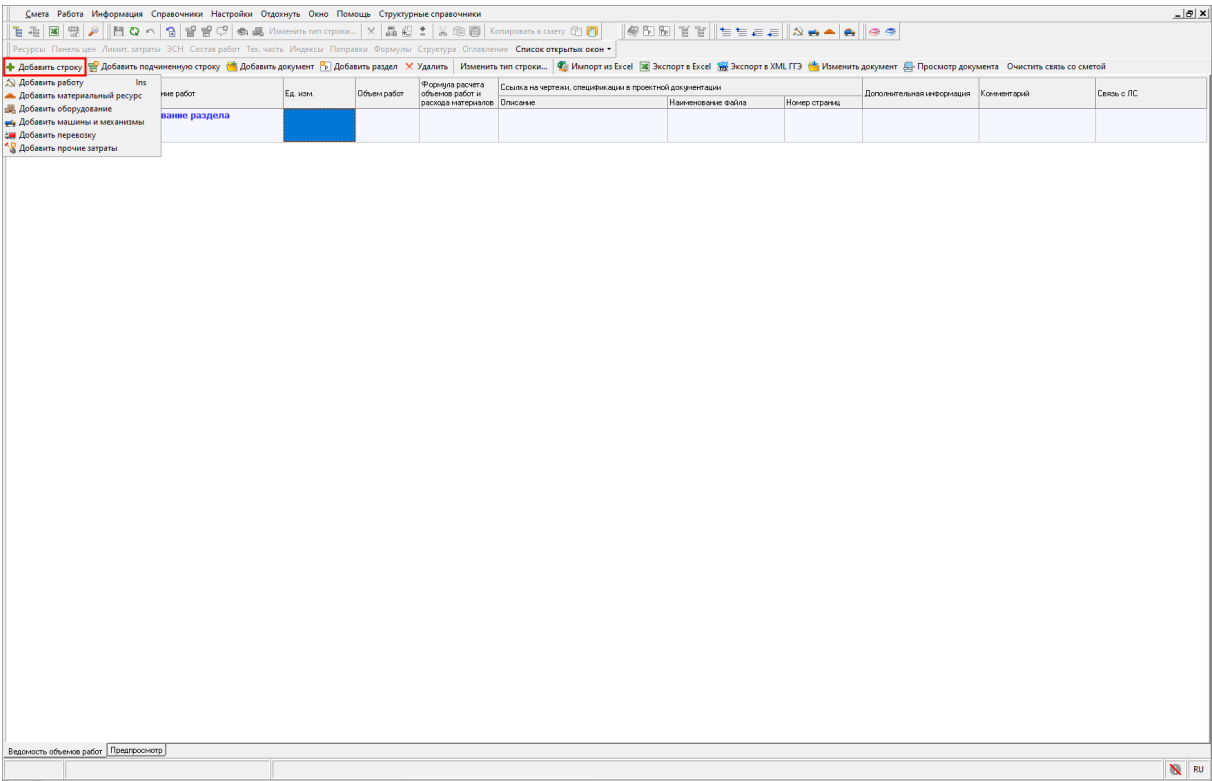 Смета Работа Информация Справочники Настройки Отдохнуть Окно Помощь Структурные справочники
Изменить тип строки... Копировать в смету
Ресурсы Панель цен Лимит. затраты ЭСН Состав работ Тех. часть Индексы Поправки Формулы Структура Оглавление Список открытых окон
Добавить строку Добавить подчиненную строку Добавить документ Добавить раздел Удалить Изменить тип строки... Импорт из Excel Экспорт в Excel Экспорт в XML ГГЭ Изменить документ Просмотр документа Очистить связь со сметой
Добавить работу Ins
Добавить материальный ресурс
Добавить оборудование
Добавить машины и механизмы
Добавить перевозку
Добавить прочие затраты
ние работ Ед. изм. Объем работ
Формула расчета
объемов работ и
расхода материалов
Ссылка на чертежи, спецификации в проектной документации
Описание Наименование файла Номер страниц
Дополнительная информация Комментарий Связь с ЛС
вание раздела
Ведомость объемов работ Предпросмотр
RU